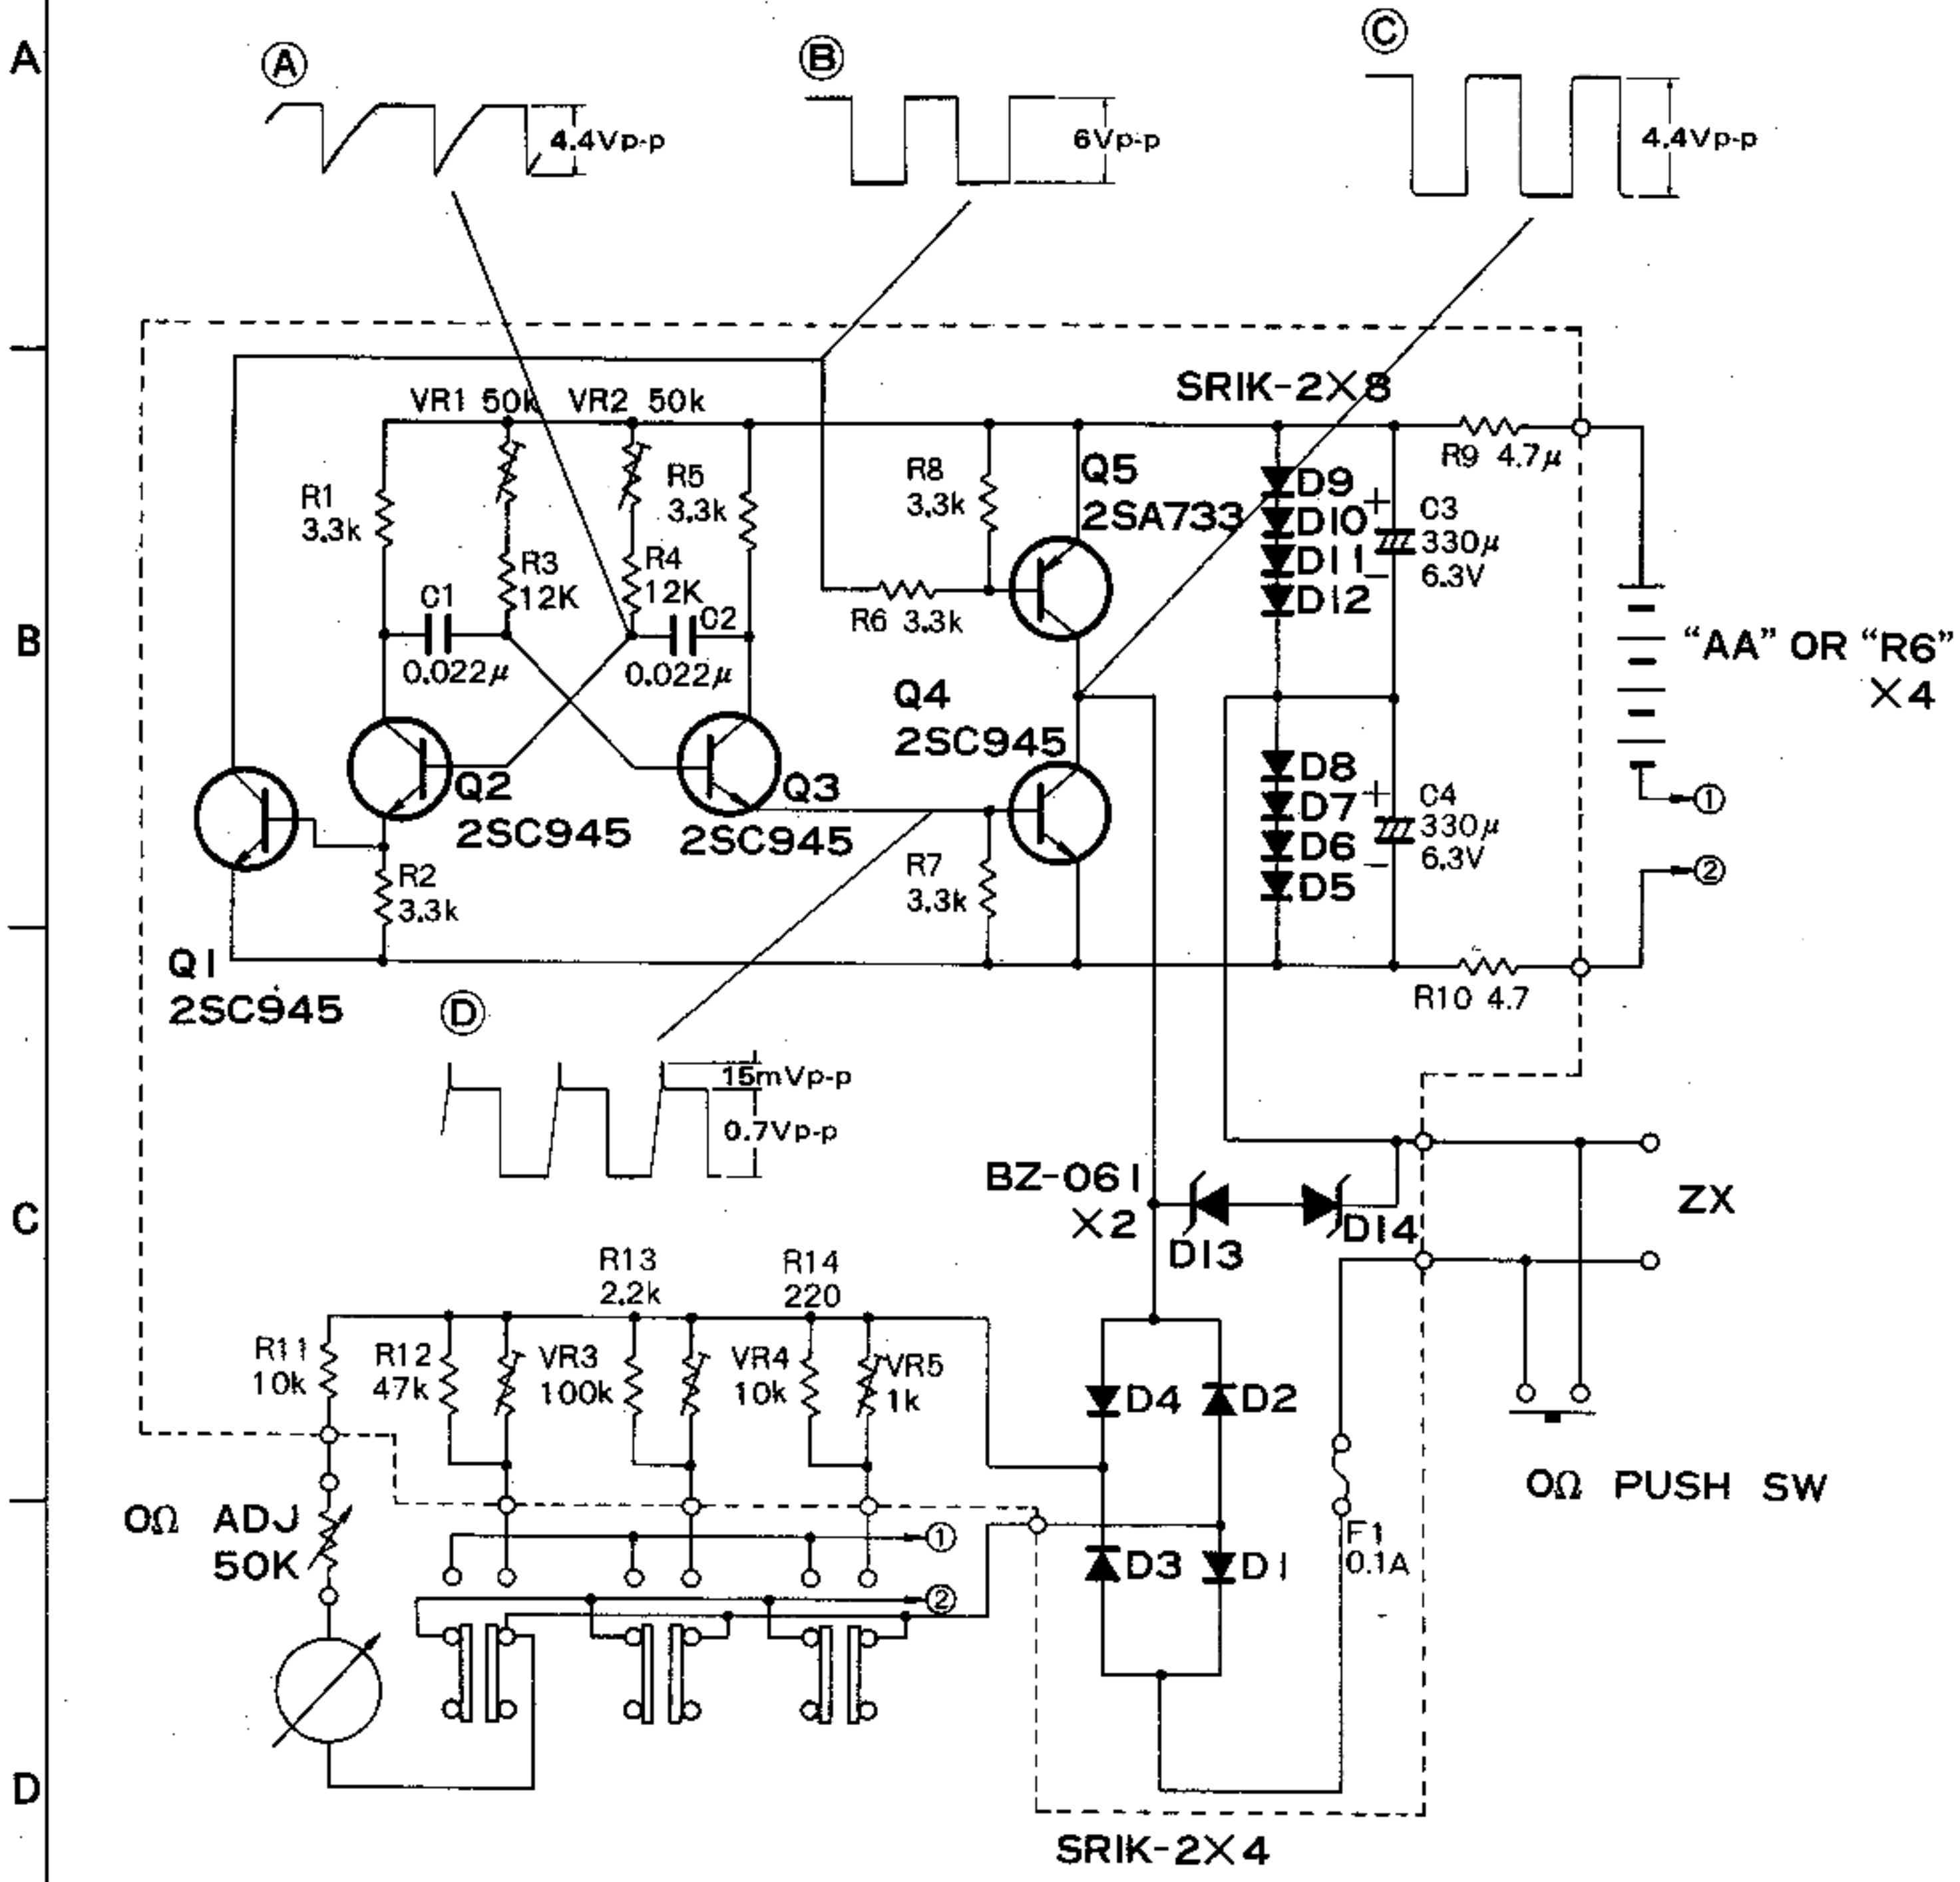 A
Ⓐ
Ⓑ
Ⓒ
4.4Vp-p
6Vp-p
4.4Vp-p
SRIK-2×8
VR1 50k
VR2 50k
R9 4.7μ
R1
3.3k
R5
3.3k
R8
3.3k
Q5
2SA733
D9
D10
D11
D12
+
C3
330μ
6.3V
−
R3
12K
R4
12K
C1
0.022μ
C2
0.022μ
R6 3.3k
B
"AA" OR "R6"
×4
Q4
2SC945
Q2
2SC945
Q3
2SC945
D8
D7
D6
D5
+
C4
330μ
6.3V
−
①
②
R2
3.3k
R7
3.3k
Q1
2SC945
R10 4.7
Ⓓ
15mVp-p
0.7Vp-p
C
BZ-061
×2
D13
D14
ZX
R13
2.2k
R14
220
R11
10k
R12
47k
VR3
100k
VR4
10k
VR5
1k
D4
D2
0Ω PUSH SW
0Ω ADJ
50K
①
②
D3
D1
F1
0.1A
D
SRIK-2×4